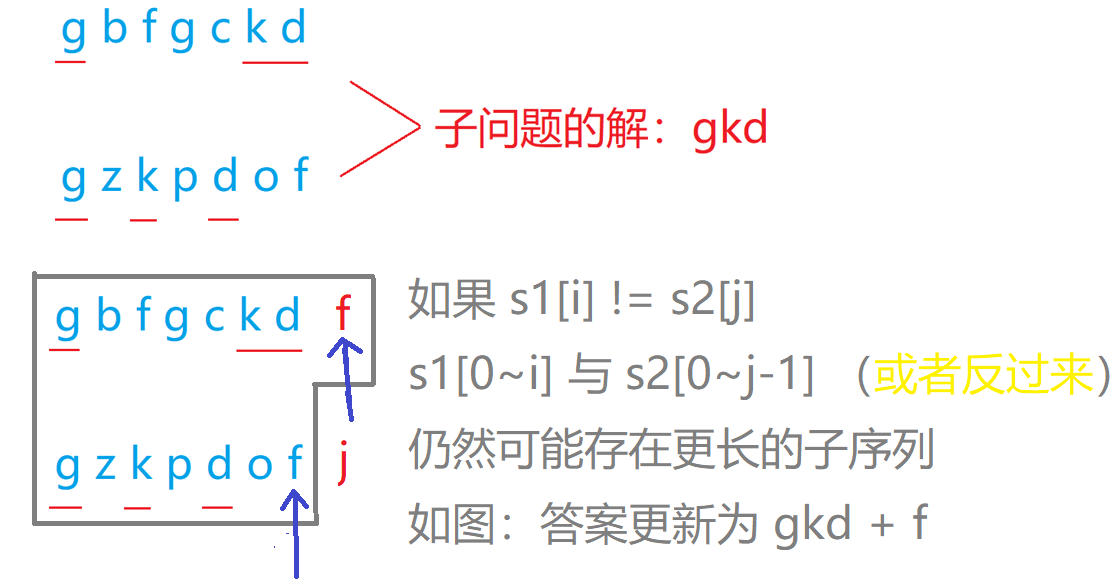 g b f g c k d
子问题的解：gkd
g z k p d o f
g b f g c k d f
如果 s1[i] != s2[j]
s1[0~i] 与 s2[0~j-1] （或者反过来）
g z k p d o f j
仍然可能存在更长的子序列
如图：答案更新为 gkd + f